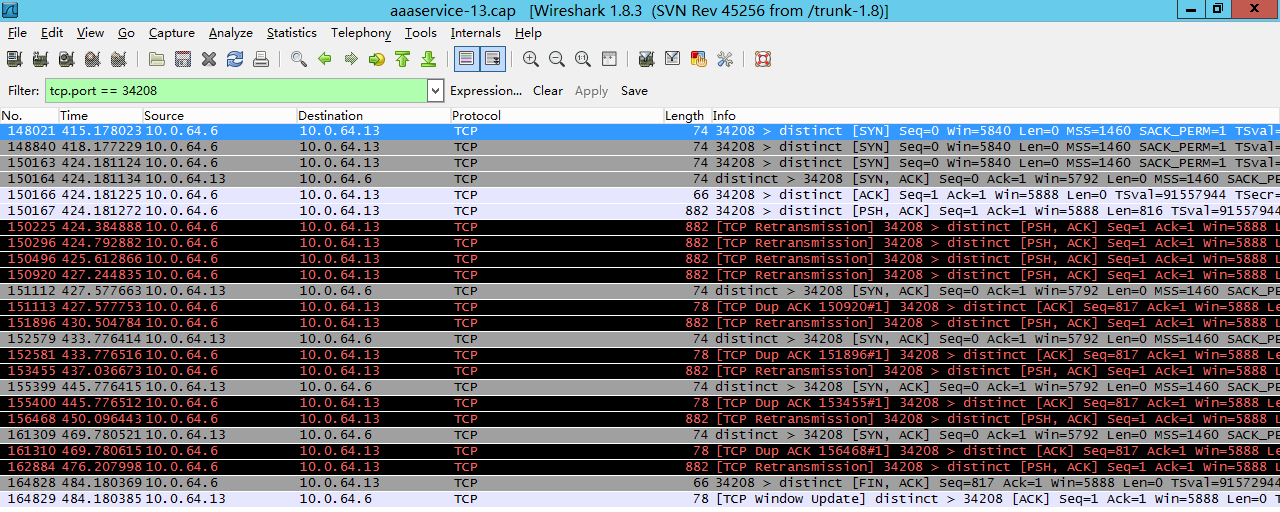 aaaservice-13.cap [Wireshark 1.8.3 (SVN Rev 45256 from /trunk-1.8)]
File Edit View Go Capture Analyze Statistics Telephony Tools Internals Help
Filter: tcp.port == 34208 Expression... Clear Apply Save
No. Time Source Destination Protocol Length Info
148021 415.178023 10.0.64.6 10.0.64.13 TCP 74 34208 > distinct [SYN] Seq=0 Win=5840 Len=0 MSS=1460 SACK_PERM=1 TSval=
148840 418.177229 10.0.64.6 10.0.64.13 TCP 74 34208 > distinct [SYN] Seq=0 Win=5840 Len=0 MSS=1460 SACK_PERM=1 TSval=
150163 424.181124 10.0.64.6 10.0.64.13 TCP 74 34208 > distinct [SYN] Seq=0 Win=5840 Len=0 MSS=1460 SACK_PERM=1 TSval=
150164 424.181134 10.0.64.13 10.0.64.6 TCP 74 distinct > 34208 [SYN, ACK] Seq=0 Ack=1 Win=5792 Len=0 MSS=1460 SACK_PE
150166 424.181225 10.0.64.6 10.0.64.13 TCP 66 34208 > distinct [ACK] Seq=1 Ack=1 Win=5888 Len=0 TSval=91557944 TSecr=
150167 424.181272 10.0.64.6 10.0.64.13 TCP 882 34208 > distinct [PSH, ACK] Seq=1 Ack=1 Win=5888 Len=816 TSval=91557944
150225 424.384888 10.0.64.6 10.0.64.13 TCP 882 [TCP Retransmission] 34208 > distinct [PSH, ACK] Seq=1 Ack=1 Win=5888 L
150296 424.792882 10.0.64.6 10.0.64.13 TCP 882 [TCP Retransmission] 34208 > distinct [PSH, ACK] Seq=1 Ack=1 Win=5888 L
150496 425.612866 10.0.64.6 10.0.64.13 TCP 882 [TCP Retransmission] 34208 > distinct [PSH, ACK] Seq=1 Ack=1 Win=5888 L
150920 427.244835 10.0.64.6 10.0.64.13 TCP 882 [TCP Retransmission] 34208 > distinct [PSH, ACK] Seq=1 Ack=1 Win=5888 L
151112 427.577663 10.0.64.13 10.0.64.6 TCP 74 distinct > 34208 [SYN, ACK] Seq=0 Ack=1 Win=5792 Len=0 MSS=1460 SACK_PE
151113 427.577753 10.0.64.6 10.0.64.13 TCP 78 [TCP Dup ACK 150920#1] 34208 > distinct [ACK] Seq=817 Ack=1 Win=5888 Le
151896 430.504784 10.0.64.6 10.0.64.13 TCP 882 [TCP Retransmission] 34208 > distinct [PSH, ACK] Seq=1 Ack=1 Win=5888 L
152579 433.776414 10.0.64.13 10.0.64.6 TCP 74 distinct > 34208 [SYN, ACK] Seq=0 Ack=1 Win=5792 Len=0 MSS=1460 SACK_PE
152581 433.776516 10.0.64.6 10.0.64.13 TCP 78 [TCP Dup ACK 151896#1] 34208 > distinct [ACK] Seq=817 Ack=1 Win=5888 Le
153455 437.036673 10.0.64.6 10.0.64.13 TCP 882 [TCP Retransmission] 34208 > distinct [PSH, ACK] Seq=1 Ack=1 Win=5888 L
155399 445.776415 10.0.64.13 10.0.64.6 TCP 74 distinct > 34208 [SYN, ACK] Seq=0 Ack=1 Win=5792 Len=0 MSS=1460 SACK_PE
155400 445.776512 10.0.64.6 10.0.64.13 TCP 78 [TCP Dup ACK 153455#1] 34208 > distinct [ACK] Seq=817 Ack=1 Win=5888 Le
156468 450.096443 10.0.64.6 10.0.64.13 TCP 882 [TCP Retransmission] 34208 > distinct [PSH, ACK] Seq=1 Ack=1 Win=5888 L
161309 469.780521 10.0.64.13 10.0.64.6 TCP 74 distinct > 34208 [SYN, ACK] Seq=0 Ack=1 Win=5792 Len=0 MSS=1460 SACK_PE
161310 469.780615 10.0.64.6 10.0.64.13 TCP 78 [TCP Dup ACK 156468#1] 34208 > distinct [ACK] Seq=817 Ack=1 Win=5888 Le
162884 476.207998 10.0.64.6 10.0.64.13 TCP 882 [TCP Retransmission] 34208 > distinct [PSH, ACK] Seq=1 Ack=1 Win=5888 L
164828 484.180369 10.0.64.6 10.0.64.13 TCP 66 34208 > distinct [FIN, ACK] Seq=817 Ack=1 Win=5888 Len=0 TSval=91572944
164829 484.180385 10.0.64.13 10.0.64.6 TCP 78 [TCP Window Update] distinct > 34208 [ACK] Seq=1 Ack=1 Win=5888 Len=0 T